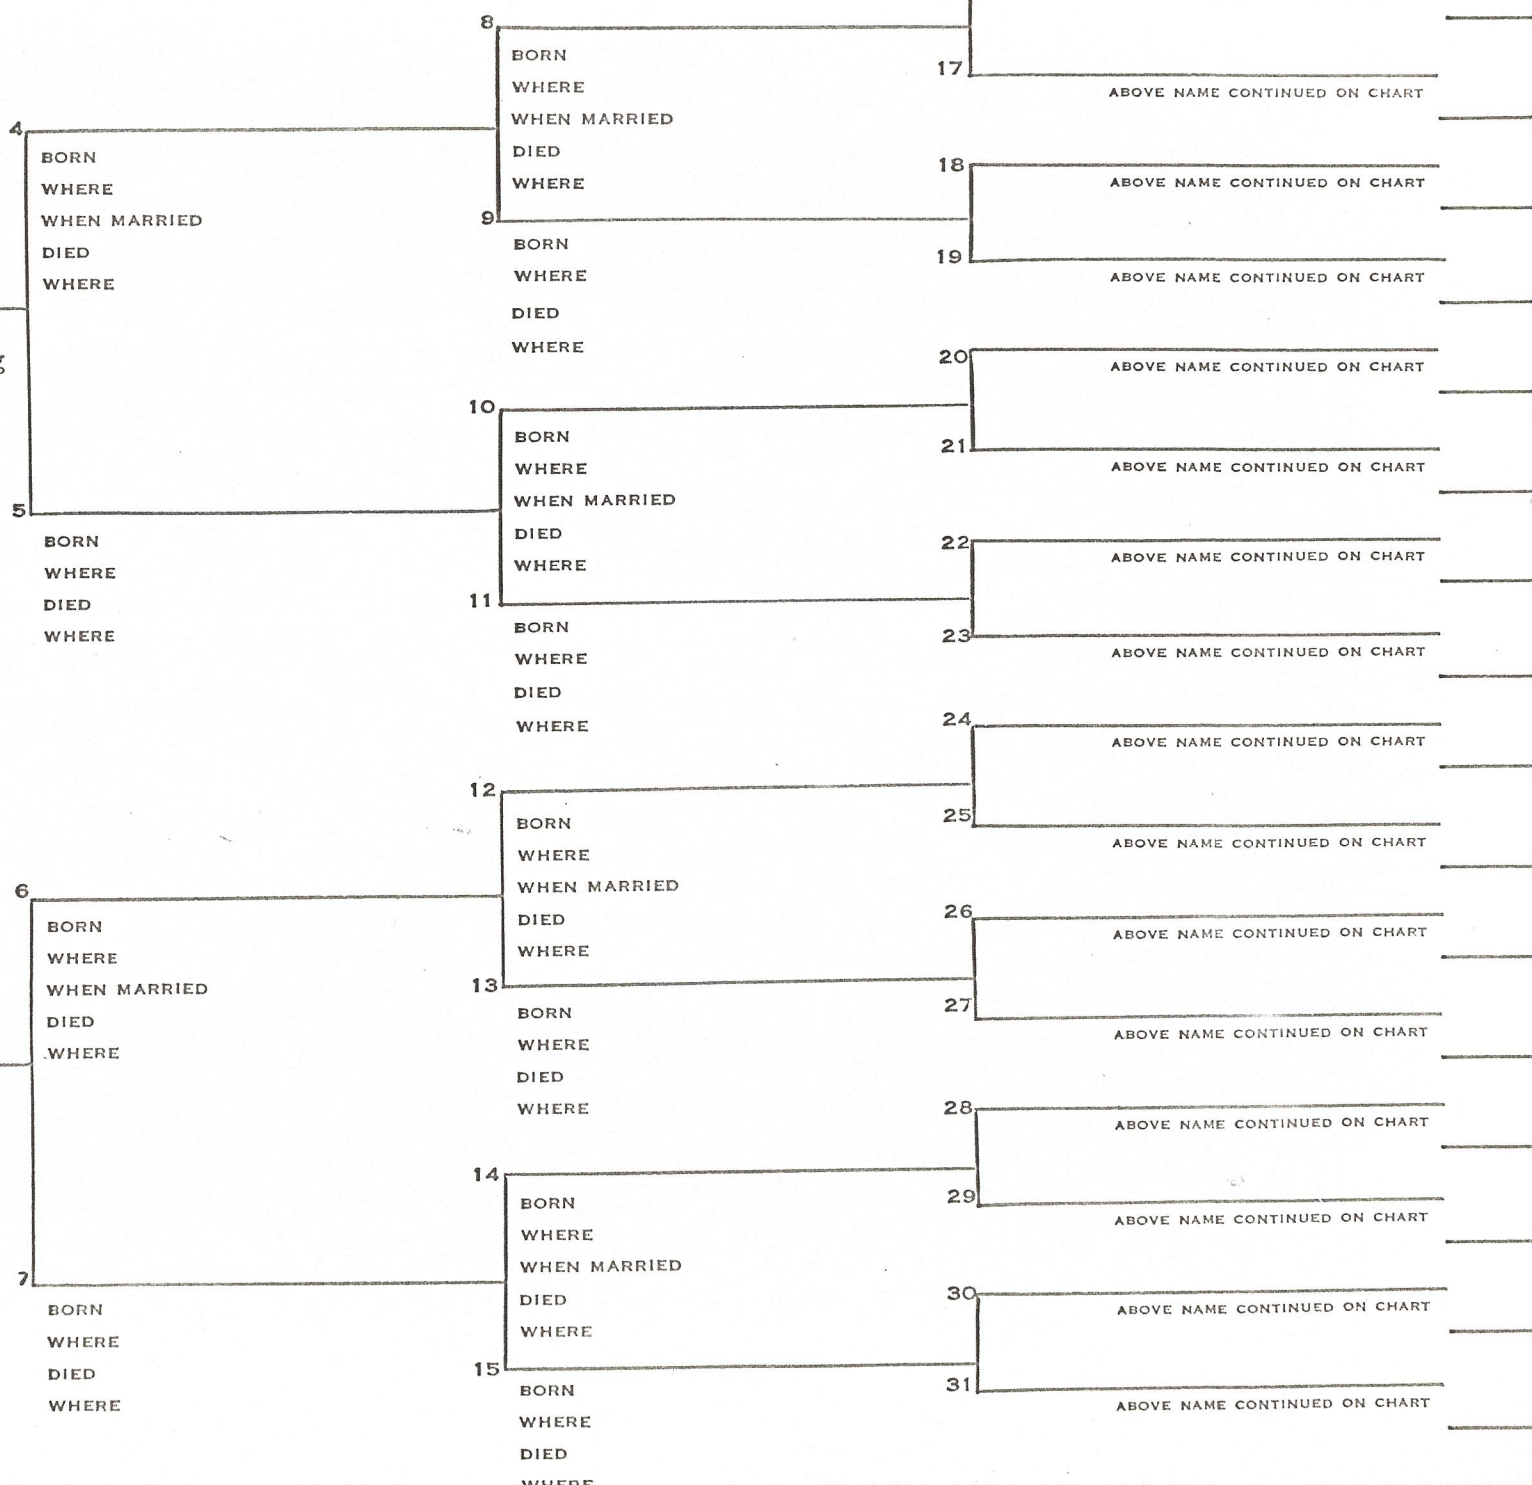 8
BORN
WHERE
WHEN MARRIED
DIED
WHERE
17
ABOVE NAME CONTINUED ON CHART
4
BORN
WHERE
WHEN MARRIED
DIED
WHERE
18
ABOVE NAME CONTINUED ON CHART
9
BORN
WHERE
DIED
WHERE
19
ABOVE NAME CONTINUED ON CHART
20
ABOVE NAME CONTINUED ON CHART
g
10
BORN
WHERE
WHEN MARRIED
DIED
WHERE
21
ABOVE NAME CONTINUED ON CHART
5
BORN
WHERE
DIED
WHERE
22
ABOVE NAME CONTINUED ON CHART
11
BORN
WHERE
DIED
WHERE
23
ABOVE NAME CONTINUED ON CHART
24
ABOVE NAME CONTINUED ON CHART
12
BORN
WHERE
WHEN MARRIED
DIED
WHERE
25
ABOVE NAME CONTINUED ON CHART
6
BORN
WHERE
WHEN MARRIED
DIED
WHERE
26
ABOVE NAME CONTINUED ON CHART
13
BORN
WHERE
DIED
WHERE
27
ABOVE NAME CONTINUED ON CHART
28
ABOVE NAME CONTINUED ON CHART
14
BORN
WHERE
WHEN MARRIED
DIED
WHERE
29
ABOVE NAME CONTINUED ON CHART
7
BORN
WHERE
DIED
WHERE
30
ABOVE NAME CONTINUED ON CHART
15
BORN
WHERE
DIED
WHERE
31
ABOVE NAME CONTINUED ON CHART